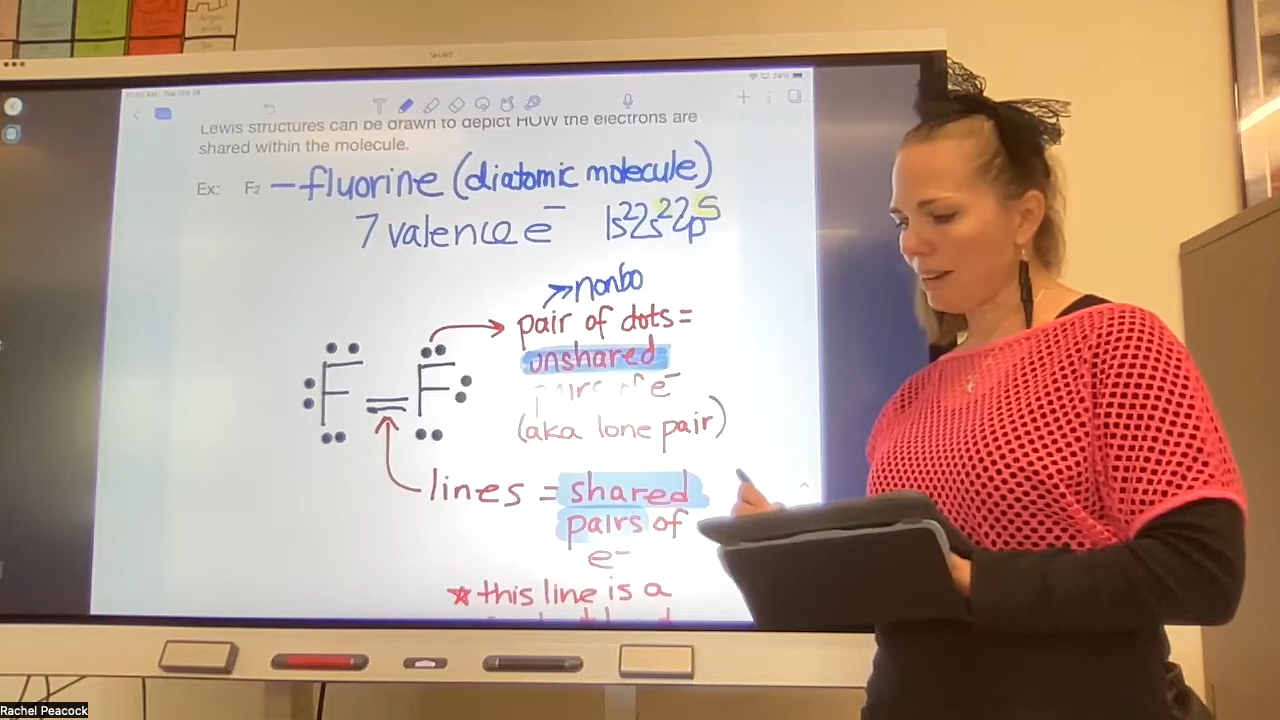 Lewis structures can be drawn to depict HOW the electrons are
shared within the molecule.
Ex: F₂ — fluorine (diatomic molecule)
7 valence e⁻ 1s²2s²2p⁵
nonbo
pair of dots =
unshared
pairs of e⁻
(aka lone pair)
F = F
lines = shared
pairs of
e⁻
★ this line is a
Rachel Peacock